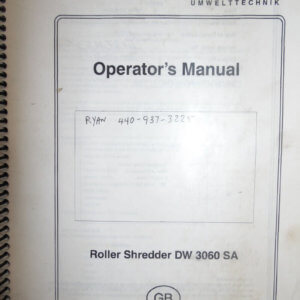 UMWELTTECHNIK
Operator's Manual
RYAN 440-937-3225
Roller Shredder DW 3060 SA
GB